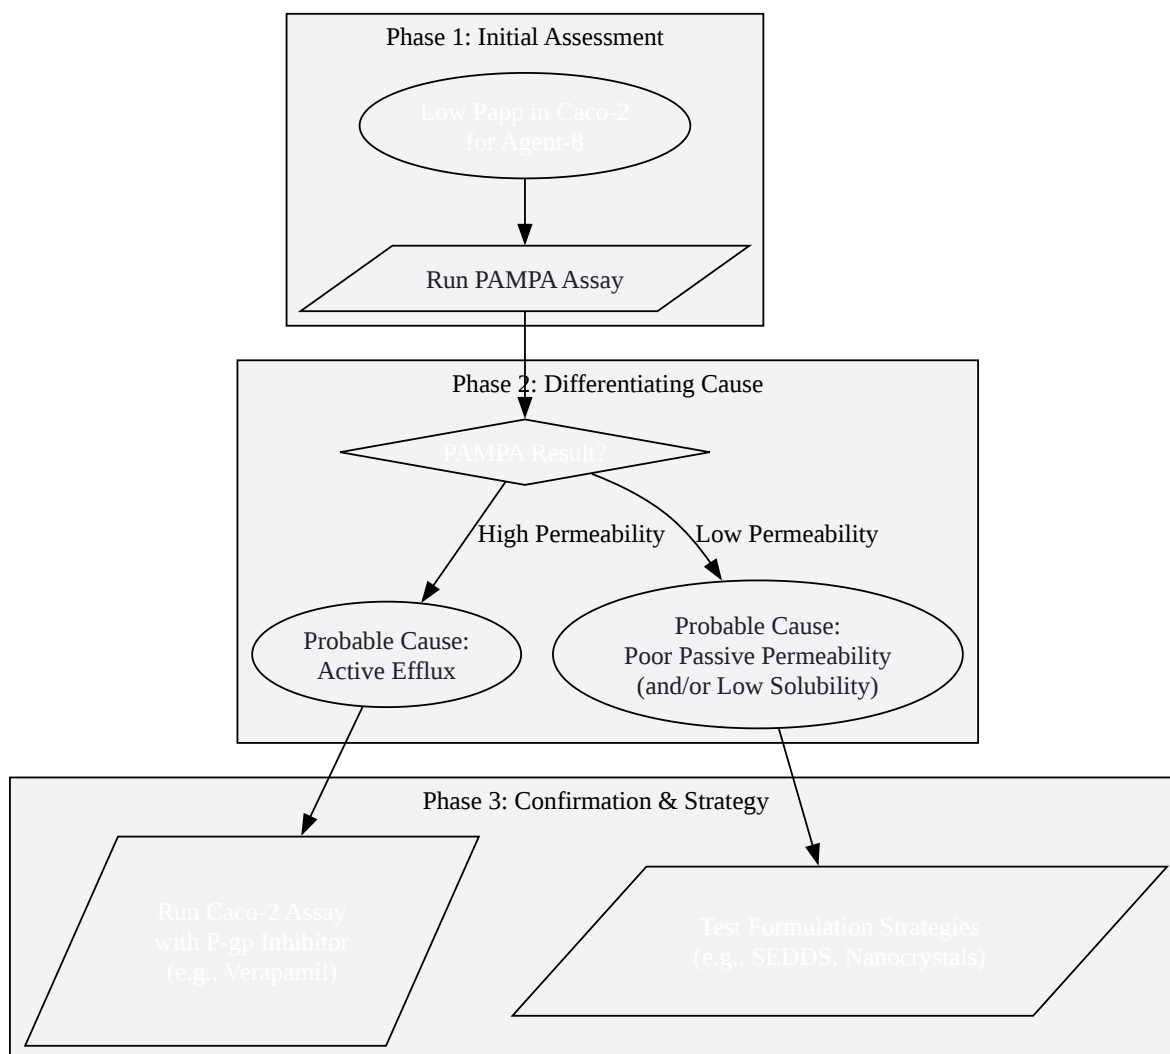 Phase 1: Initial Assessment
Low Papp in Caco-2
for Agent-8
Run PAMPA Assay
Phase 2: Differentiating Cause
PAMPA Result?
High Permeability
Low Permeability
Probable Cause:
Active Efflux
Probable Cause:
Poor Passive Permeability
(and/or Low Solubility)
Phase 3: Confirmation & Strategy
Run Caco-2 Assay
with P-gp Inhibitor
(e.g., Verapamil)
Test Formulation Strategies
(e.g., SEDDS, Nanocrystals)